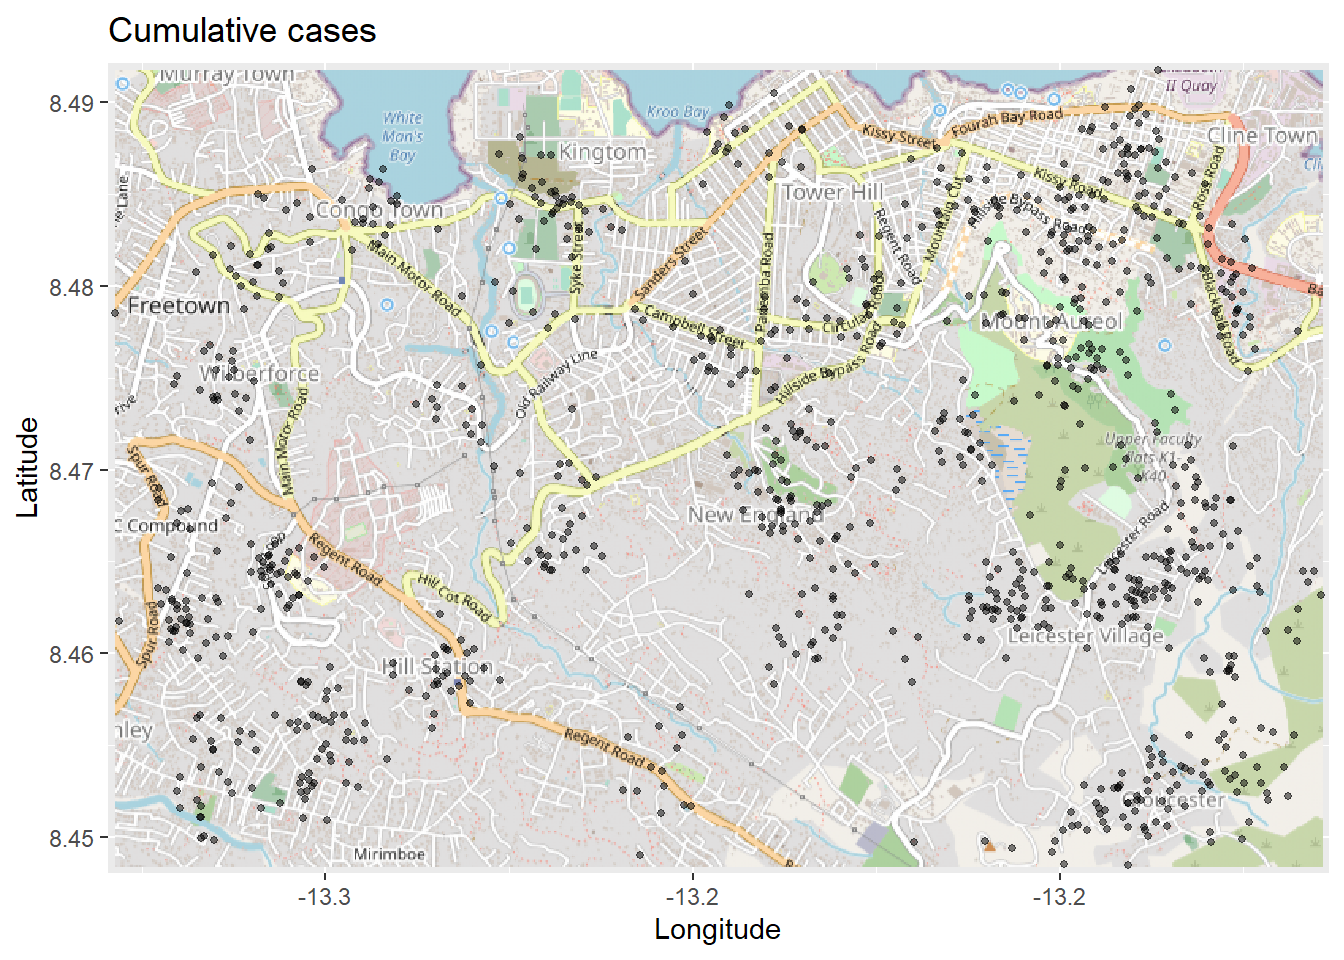 Cumulative cases
Murray Town
II Quay
8.49
White
Man's
Bay
Kroo Bay
Kissy Street
Fourah Bay Road
Cline Town
Kingtom
Kissy Road
Ross Road
Lane
Tower Hill
Congo Town
Regent Road
Bypass Road
Main Motor Road
Syke Street
Sanders Street
8.48
Freetown
Campbell Street
Circular Road
Mount Aureol
Blackhall Road
Hillside Bypass Road
Old Railway Line
Wilberforce
Main Motor Road
Latitude
Upper Faculty
flats K1-
K40
8.47
Spur Road
New England
C Compound
Leicester Road
Regent Road
Hill Cot Road
Spur Road
Leicester Village
8.46
Hill Station
nley
Regent Road
Gloucester
8.45
Mirimboe
-13.3
-13.2
-13.2
Longitude